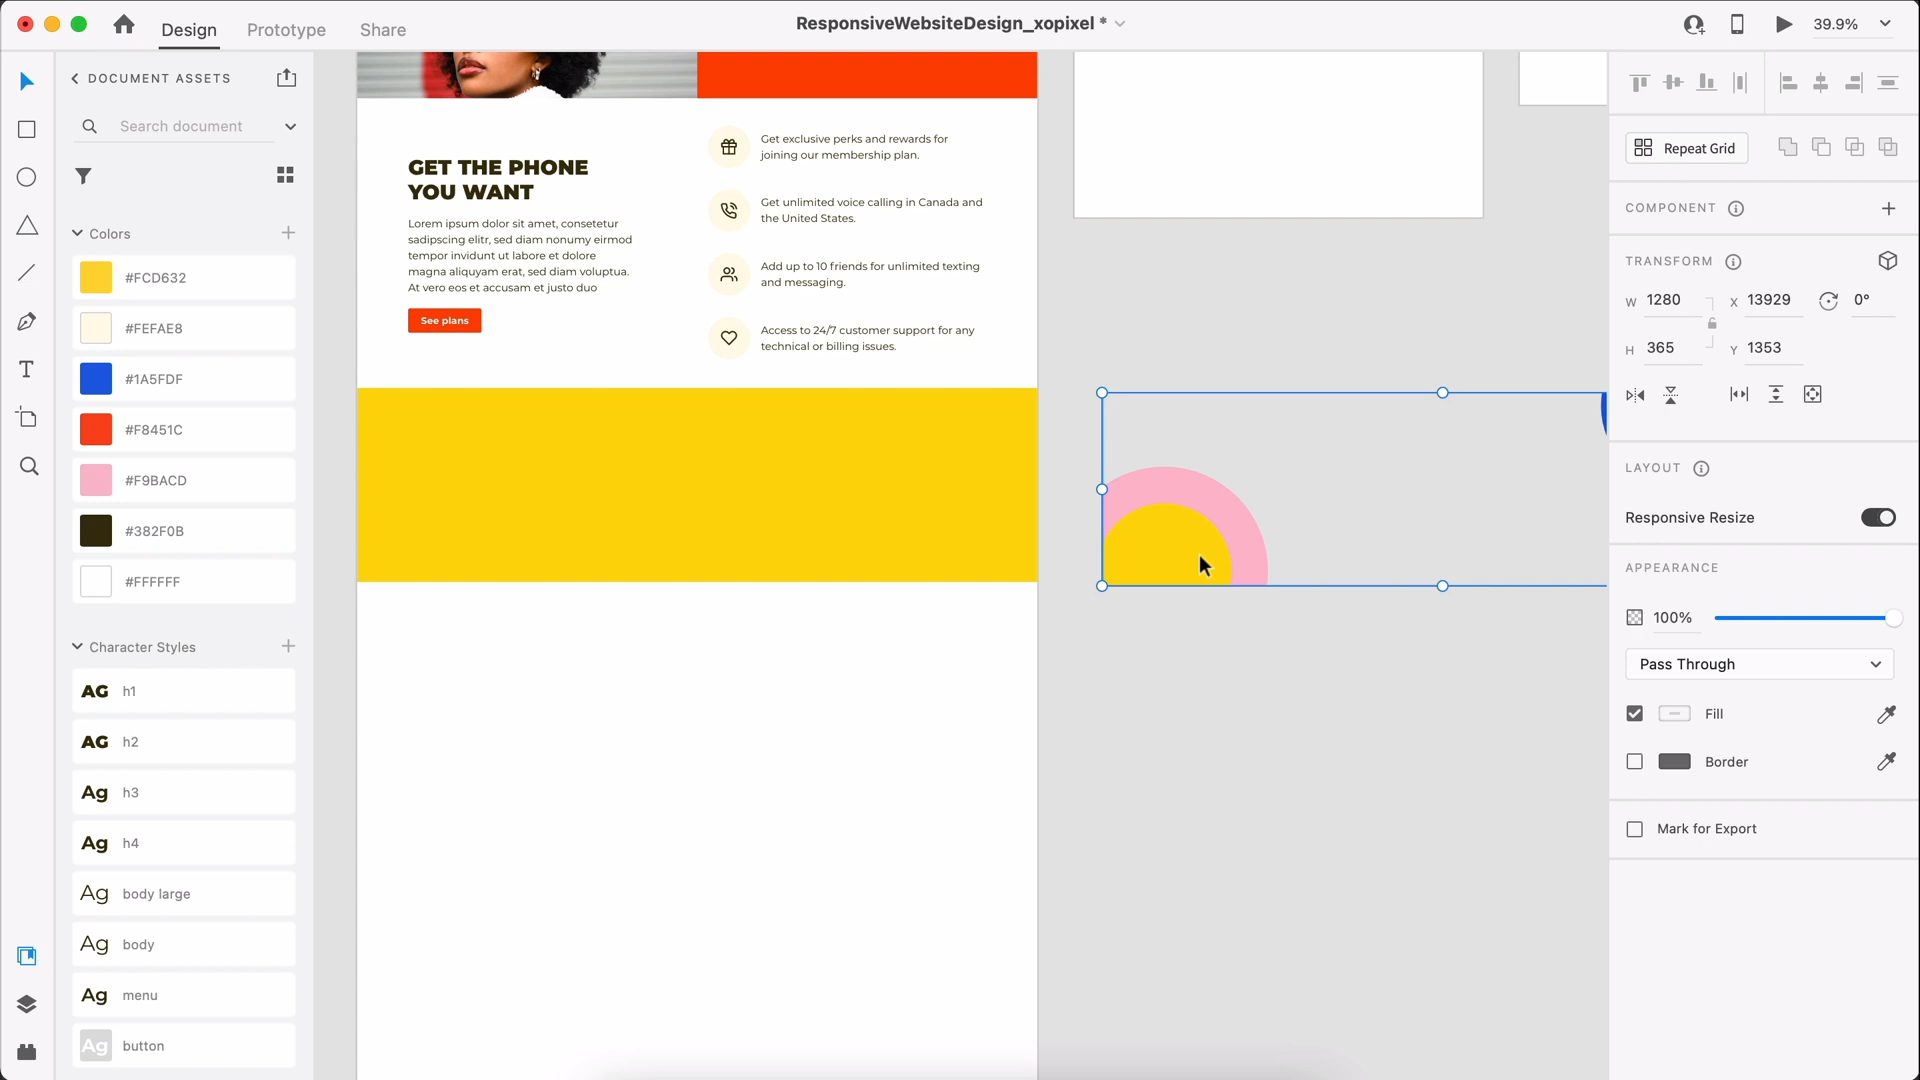 Design
Prototype
Share
ResponsiveWebsiteDesign_xopixel *
39.9%
DOCUMENT ASSETS
Search document
Colors
#FCD632
#FEFAE8
#1A5FDF
#F8451C
#F9BACD
#382F0B
#FFFFFF
Character Styles
AG h1
AG h2
Ag h3
Ag h4
Ag body large
Ag body
Ag menu
Ag button
GET THE PHONE
YOU WANT
Lorem ipsum dolor sit amet, consetetur
sadipscing elitr, sed diam nonumy eirmod
tempor invidunt ut labore et dolore
magna aliquyam erat, sed diam voluptua.
At vero eos et accusam et justo duo
See plans
Get exclusive perks and rewards for
joining our membership plan.
Get unlimited voice calling in Canada and
the United States.
Add up to 10 friends for unlimited texting
and messaging.
Access to 24/7 customer support for any
technical or billing issues.
Repeat Grid
COMPONENT
TRANSFORM
W 1280 X 13929 0°
H 365 Y 1353
LAYOUT
Responsive Resize
APPEARANCE
100%
Pass Through
Fill
Border
Mark for Export